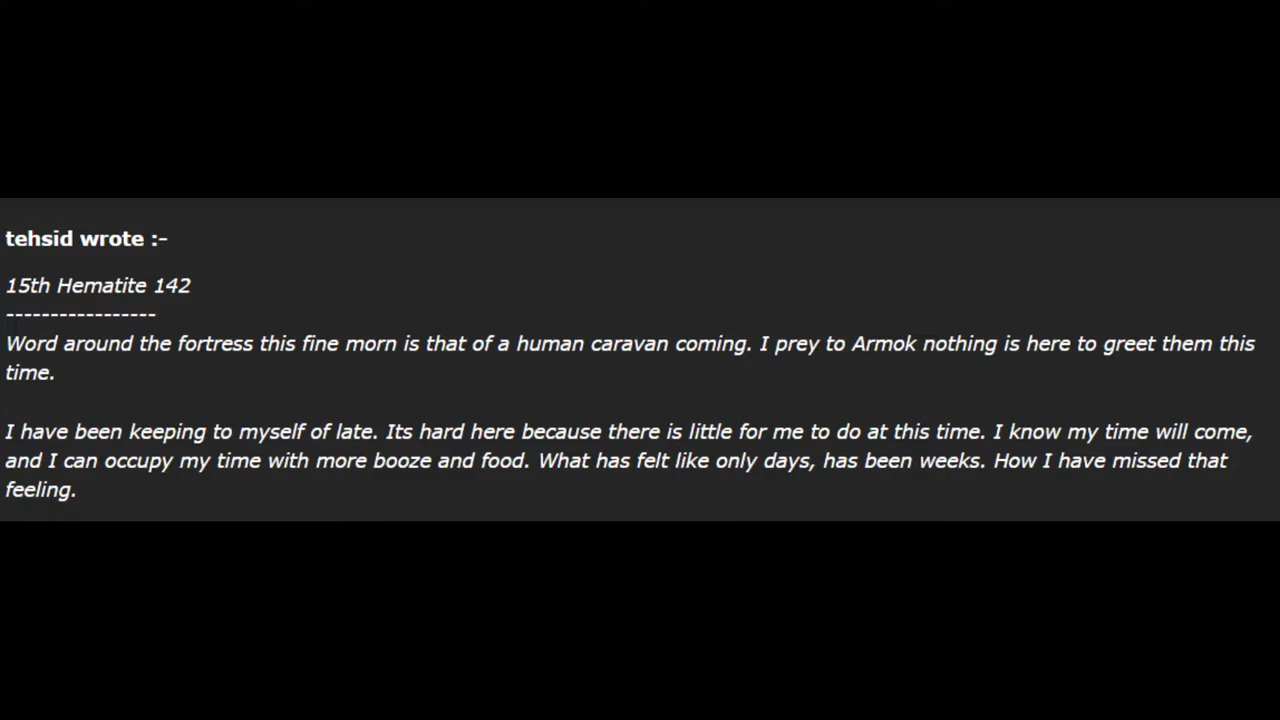 tehsid wrote :-
15th Hematite 142
-----------------
Word around the fortress this fine morn is that of a human caravan coming. I prey to Armok nothing is here to greet them this
time.
I have been keeping to myself of late. Its hard here because there is little for me to do at this time. I know my time will come,
and I can occupy my time with more booze and food. What has felt like only days, has been weeks. How I have missed that
feeling.